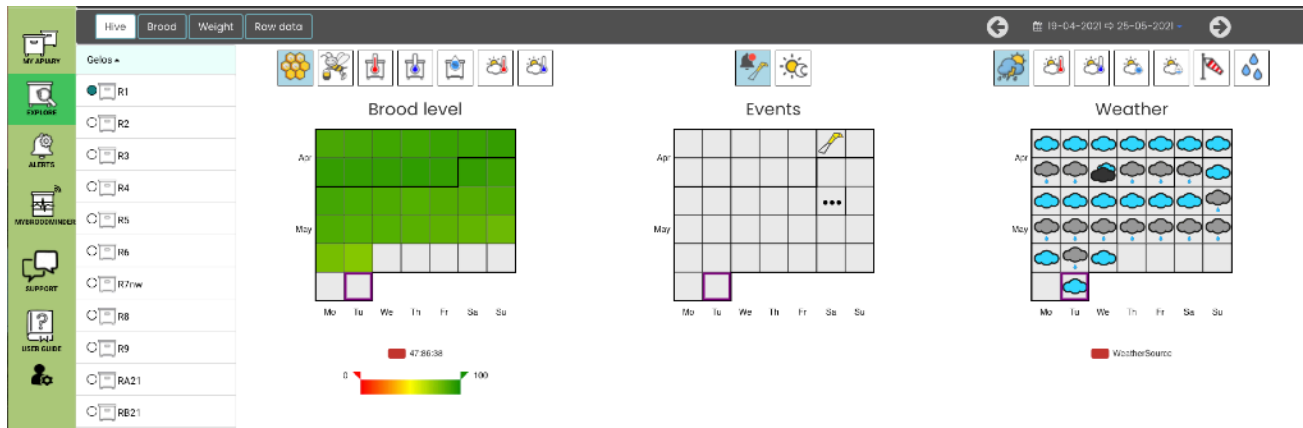 Hive Brood Weight Raw data
19-04-2021 ⇨ 25-05-2021
MY APIARY
EXPLORE
ALERTS
MYBROODMINDER
SUPPORT
USER GUIDE
Gelos
R1
R2
R3
R4
R5
R6
R7nw
R8
R9
RA21
RB21
Brood level
Apr
May
Mo Tu We Th Fr Sa Su
47:86:38
0 100
Events
Apr
May
Mo Tu We Th Fr Sa Su
Weather
Apr
May
Mo Tu We Th Fr Sa Su
WeatherSource